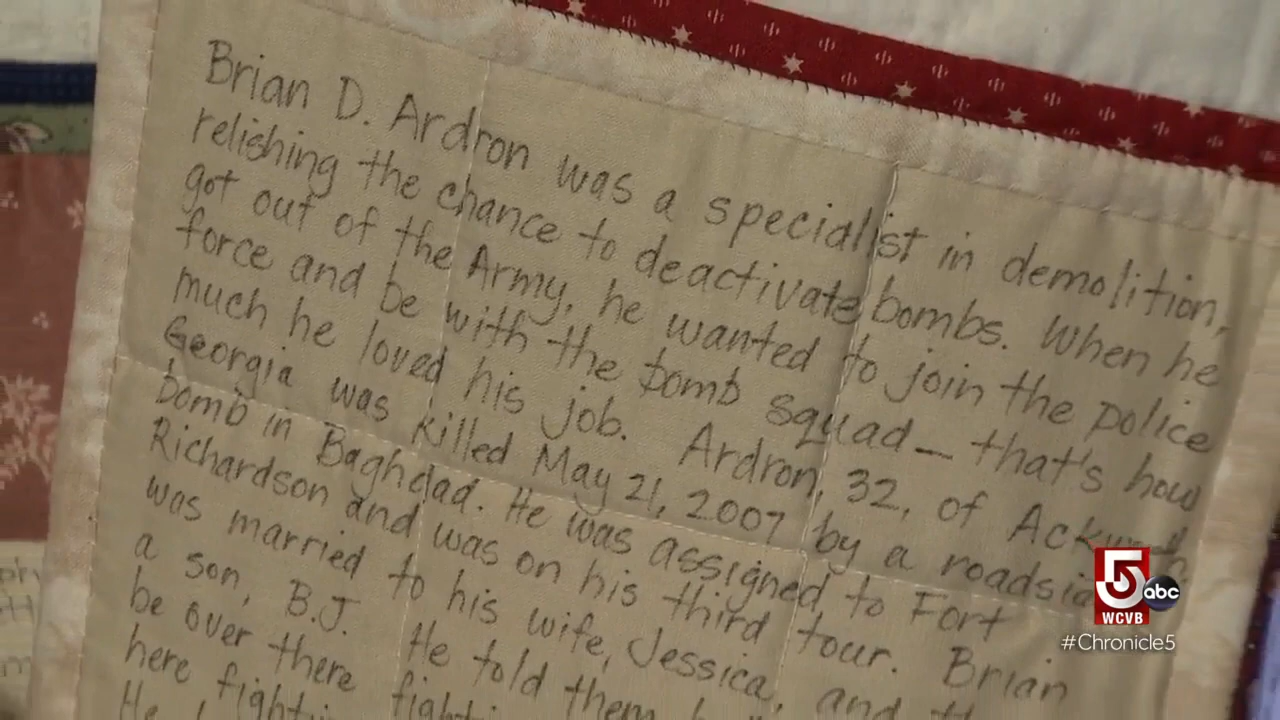 Brian D. Ardron was a specialist in demolition,
relishing the chance to deactivate bombs. When he
got out of the Army, he wanted to join the police
force and be with the bomb squad — that's how
much he loved his job. Ardron, 32, of
Georgia was killed May 21, 2007 by a
bomb in Baghdad. He was assigned to Fort
Richardson and was on his third tour. Brian
was married to his wife, Jessica, and
a son, B.J. He told them
be over there
here
He
5 abc
WCVB
#Chronicle5